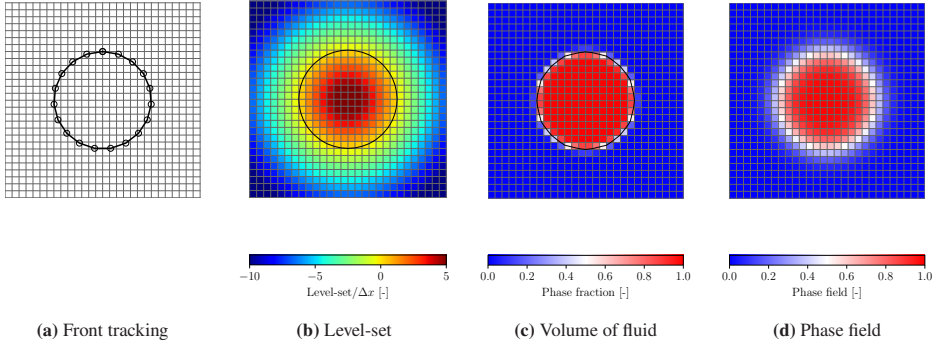 −10 −5 0 5
Level-set/Δx [-]
0.0 0.2 0.4 0.6 0.8 1.0
Phase fraction [-]
0.0 0.2 0.4 0.6 0.8 1.0
Phase field [-]
(a) Front tracking
(b) Level-set
(c) Volume of fluid
(d) Phase field